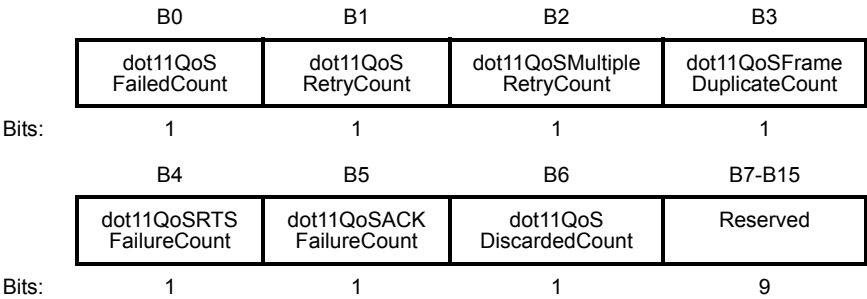 B0 B1 B2 B3
dot11QoS dot11QoS dot11QoSMultiple dot11QoSFrame
FailedCount RetryCount RetryCount DuplicateCount
Bits: 1 1 1 1
B4 B5 B6 B7-B15
dot11QoSRTS dot11QoSACK dot11QoS Reserved
FailureCount FailureCount DiscardedCount
Bits: 1 1 1 9